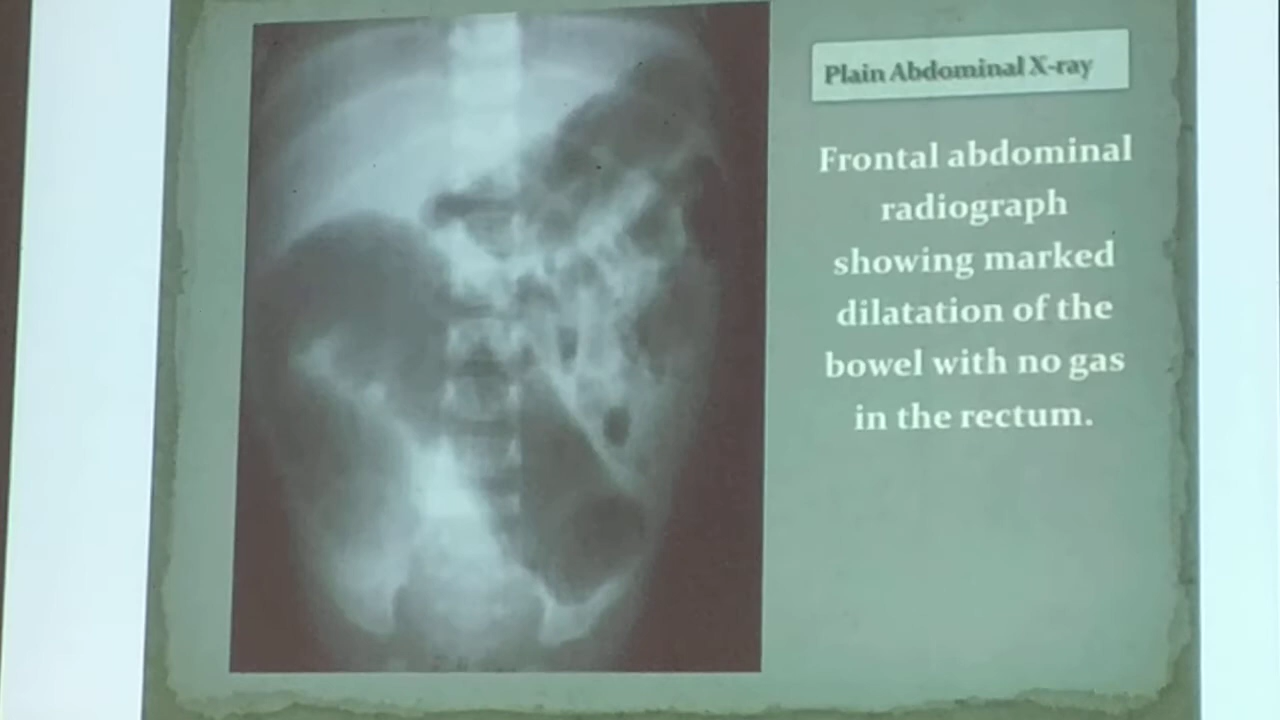 Plain Abdominal X-ray
Frontal abdominal
radiograph
showing marked
dilatation of the
bowel with no gas
in the rectum.